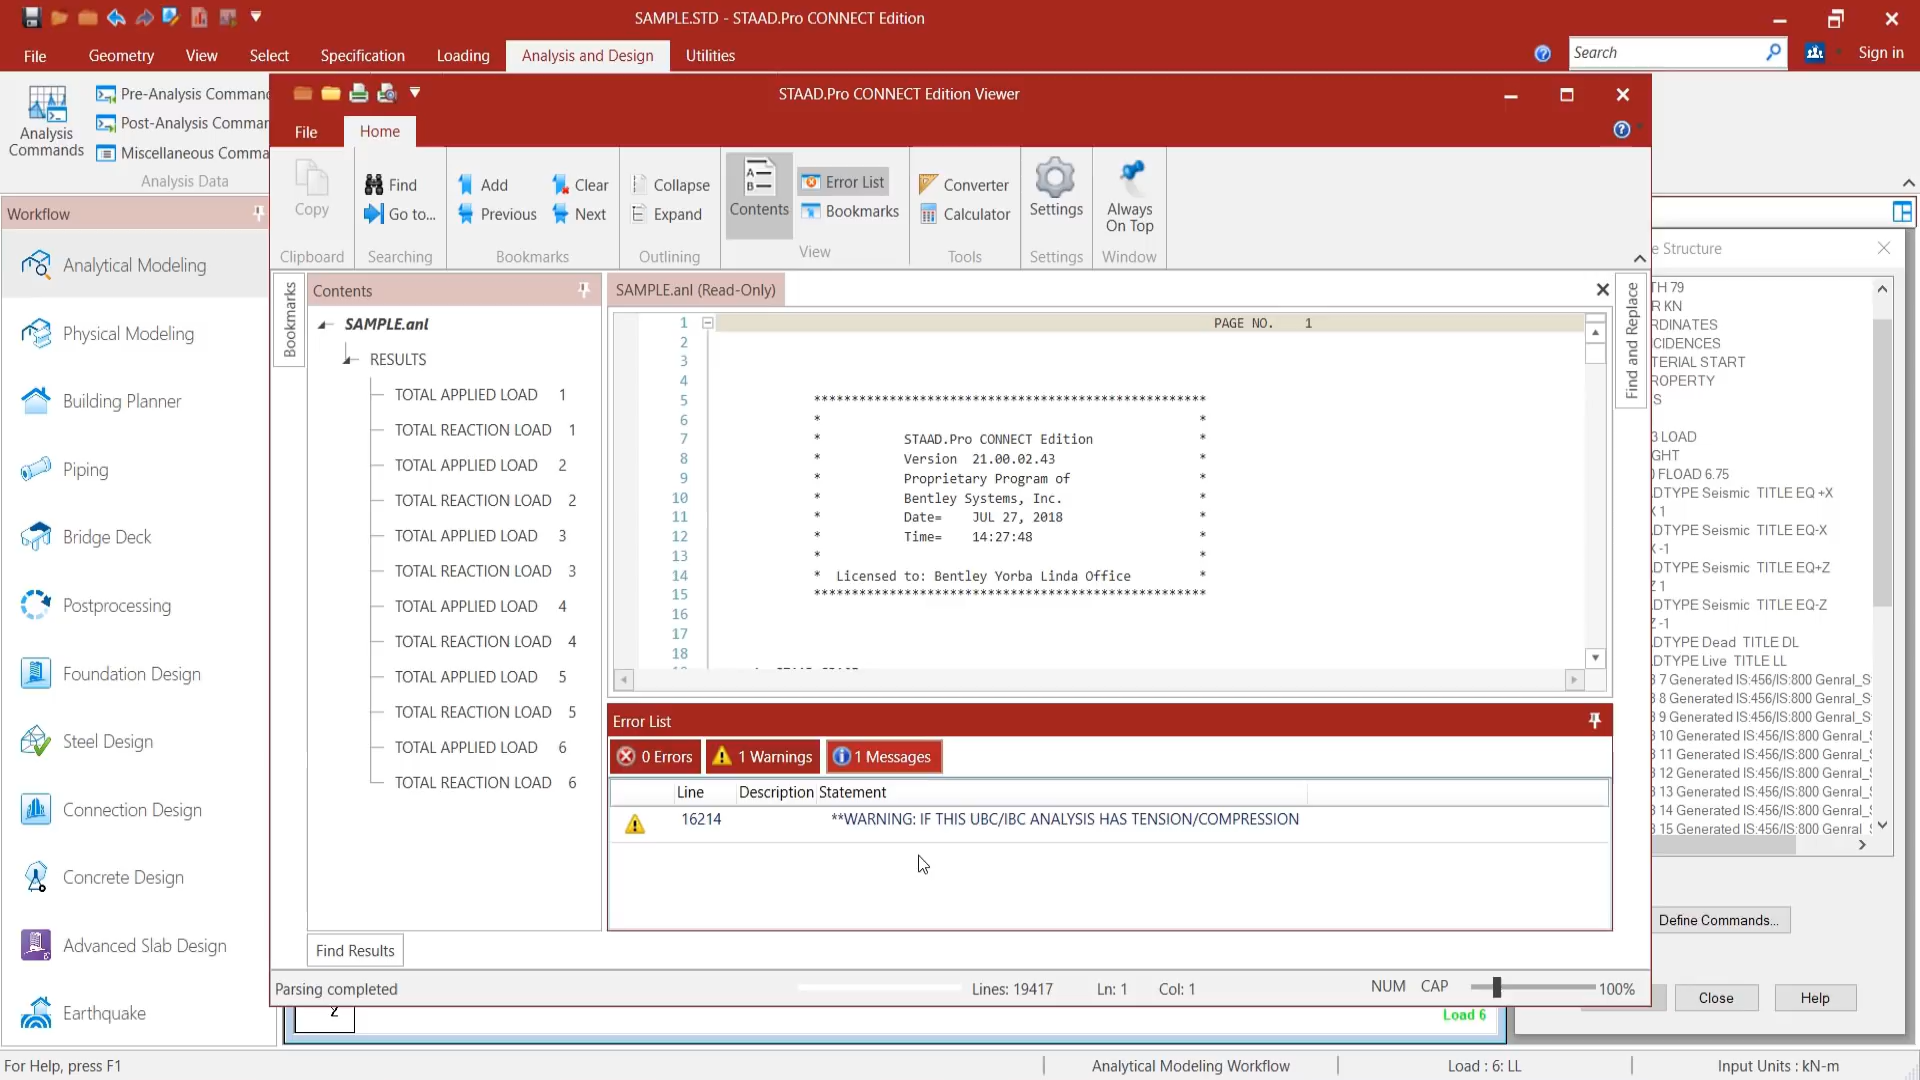 SAMPLE.STD - STAAD.Pro CONNECT Edition
File
Geometry
View
Select
Specification
Loading
Analysis and Design
Utilities
Search
Sign in
Analysis
Commands
Pre-Analysis Command
Post-Analysis Comman
Miscellaneous Comma
Analysis Data
STAAD.Pro CONNECT Edition Viewer
File
Home
Copy
Clipboard
Find
Go to...
Searching
Add
Previous
Clear
Next
Bookmarks
Collapse
Expand
Outlining
A
B
Contents
Error List
Bookmarks
View
Converter
Calculator
Tools
Settings
Settings
Always
On Top
Window
Workflow
Analytical Modeling
Physical Modeling
Building Planner
Piping
Bridge Deck
Postprocessing
Foundation Design
Steel Design
Connection Design
Concrete Design
Advanced Slab Design
Earthquake
Bookmarks
Contents
SAMPLE.anl
RESULTS
TOTAL APPLIED LOAD 1
TOTAL REACTION LOAD 1
TOTAL APPLIED LOAD 2
TOTAL REACTION LOAD 2
TOTAL APPLIED LOAD 3
TOTAL REACTION LOAD 3
TOTAL APPLIED LOAD 4
TOTAL REACTION LOAD 4
TOTAL APPLIED LOAD 5
TOTAL REACTION LOAD 5
TOTAL APPLIED LOAD 6
TOTAL REACTION LOAD 6
Find Results
SAMPLE.anl (Read-Only)
1 PAGE NO. 1
2
3
4
5 ****************************************************
6 * *
7 * STAAD.Pro CONNECT Edition *
8 * Version 21.00.02.43 *
9 * Proprietary Program of *
10 * Bentley Systems, Inc. *
11 * Date= JUL 27, 2018 *
12 * Time= 14:27:48 *
13 * *
14 * Licensed to: Bentley Yorba Linda Office *
15 ****************************************************
16
17
18
Find and Replace
Error List
0 Errors
1 Warnings
1 Messages
Line Description Statement
16214 **WARNING: IF THIS UBC/IBC ANALYSIS HAS TENSION/COMPRESSION
Parsing completed
Lines: 19417
Ln: 1
Col: 1
NUM CAP
100%
e Structure
TH 79
R KN
RDINATES
CIDENCES
TERIAL START
ROPERTY
S
3 LOAD
GHT
0 FLOAD 6.75
DTYPE Seismic TITLE EQ +X
X 1
DTYPE Seismic TITLE EQ-X
X -1
DTYPE Seismic TITLE EQ+Z
Z 1
DTYPE Seismic TITLE EQ-Z
Z -1
DTYPE Dead TITLE DL
DTYPE Live TITLE LL
B 7 Generated IS:456/IS:800 Genral_S
B 8 Generated IS:456/IS:800 Genral_S
B 9 Generated IS:456/IS:800 Genral_S
B 10 Generated IS:456/IS:800 Genral_
B 11 Generated IS:456/IS:800 Genral_
B 12 Generated IS:456/IS:800 Genral_
B 13 Generated IS:456/IS:800 Genral_
B 14 Generated IS:456/IS:800 Genral_
B 15 Generated IS:456/IS:800 Genral_
Define Commands...
Close
Help
Z
Load 6
For Help, press F1
Analytical Modeling Workflow
Load : 6: LL
Input Units : kN-m